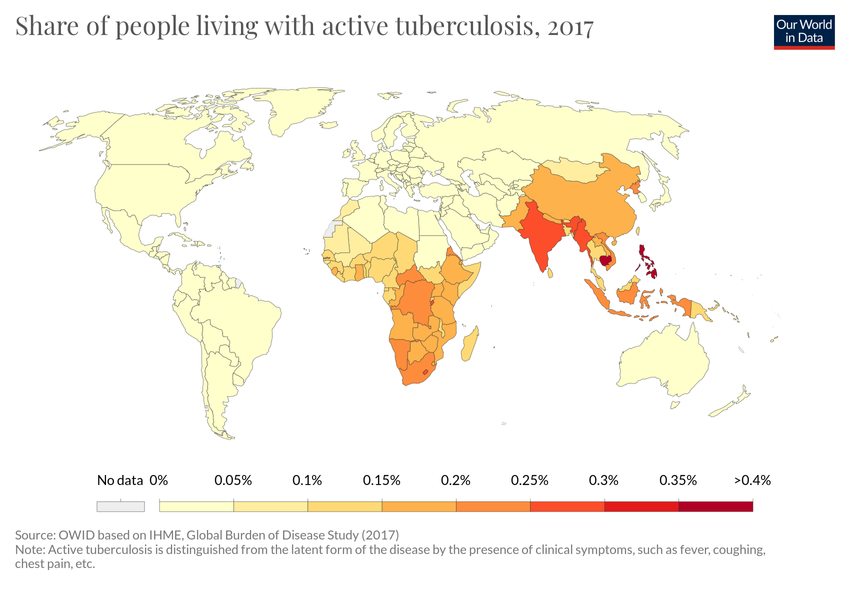 Share of people living with active tuberculosis, 2017
Our World
in Data
No data 0% 0.05% 0.1% 0.15% 0.2% 0.25% 0.3% 0.35% >0.4%
Source: OWID based on IHME, Global Burden of Disease Study (2017)
Note: Active tuberculosis is distinguished from the latent form of the disease by the presence of clinical symptoms, such as fever, coughing,
chest pain, etc.